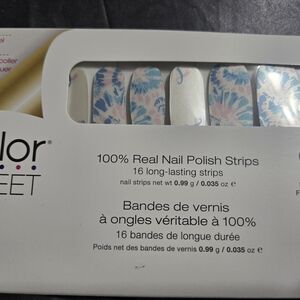 lor
EET
100% Real Nail Polish Strips
16 long-lasting strips
nail strips net wt 0.99 g / 0.035 oz ℮
Bandes de vernis
à ongles véritable à 100%
16 bandes de longue durée
Poids net des bandes de vernis 0.99 g / 0.035 oz ℮